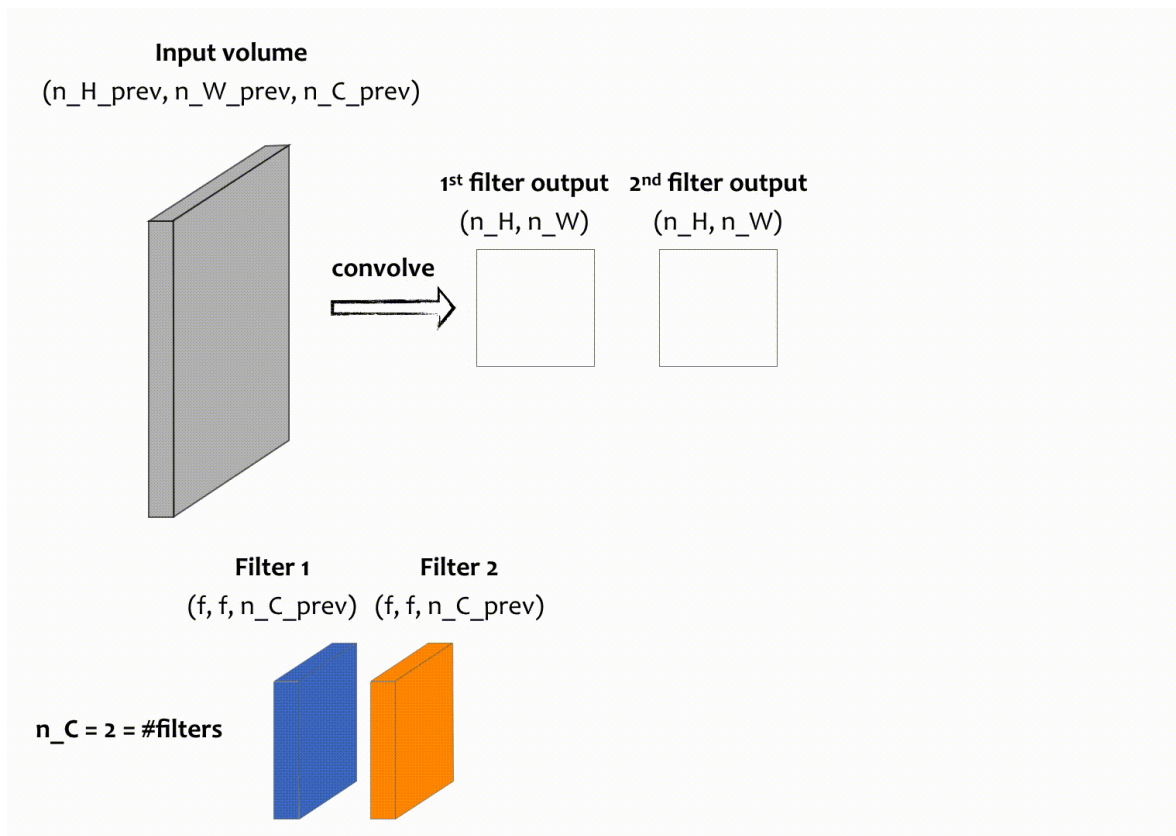 Input volume
(n_H_prev, n_W_prev, n_C_prev)
1st filter output
(n_H, n_W)
2nd filter output
(n_H, n_W)
convolve
Filter 1
(f, f, n_C_prev)
Filter 2
(f, f, n_C_prev)
n_C = 2 = #filters